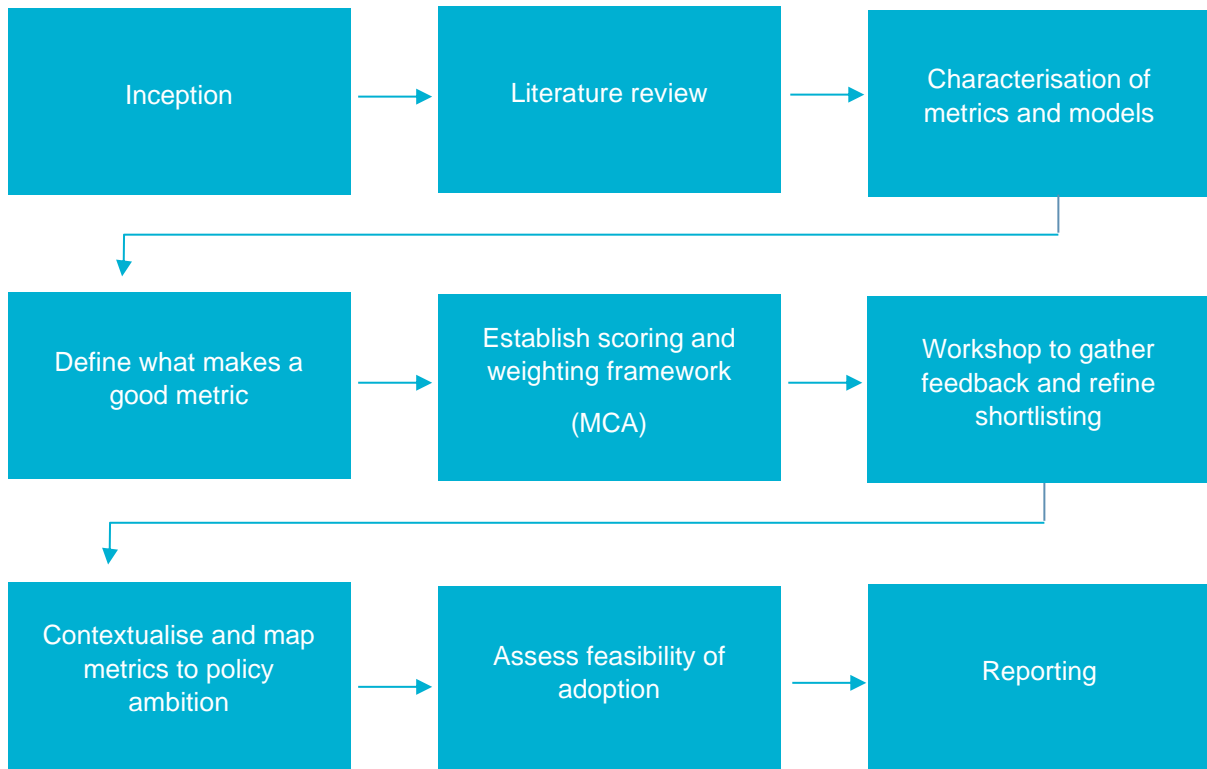 Inception
Literature review
Characterisation of
metrics and models
Define what makes a
good metric
Establish scoring and
weighting framework
(MCA)
Workshop to gather
feedback and refine
shortlisting
Contextualise and map
metrics to policy
ambition
Assess feasibility of
adoption
Reporting